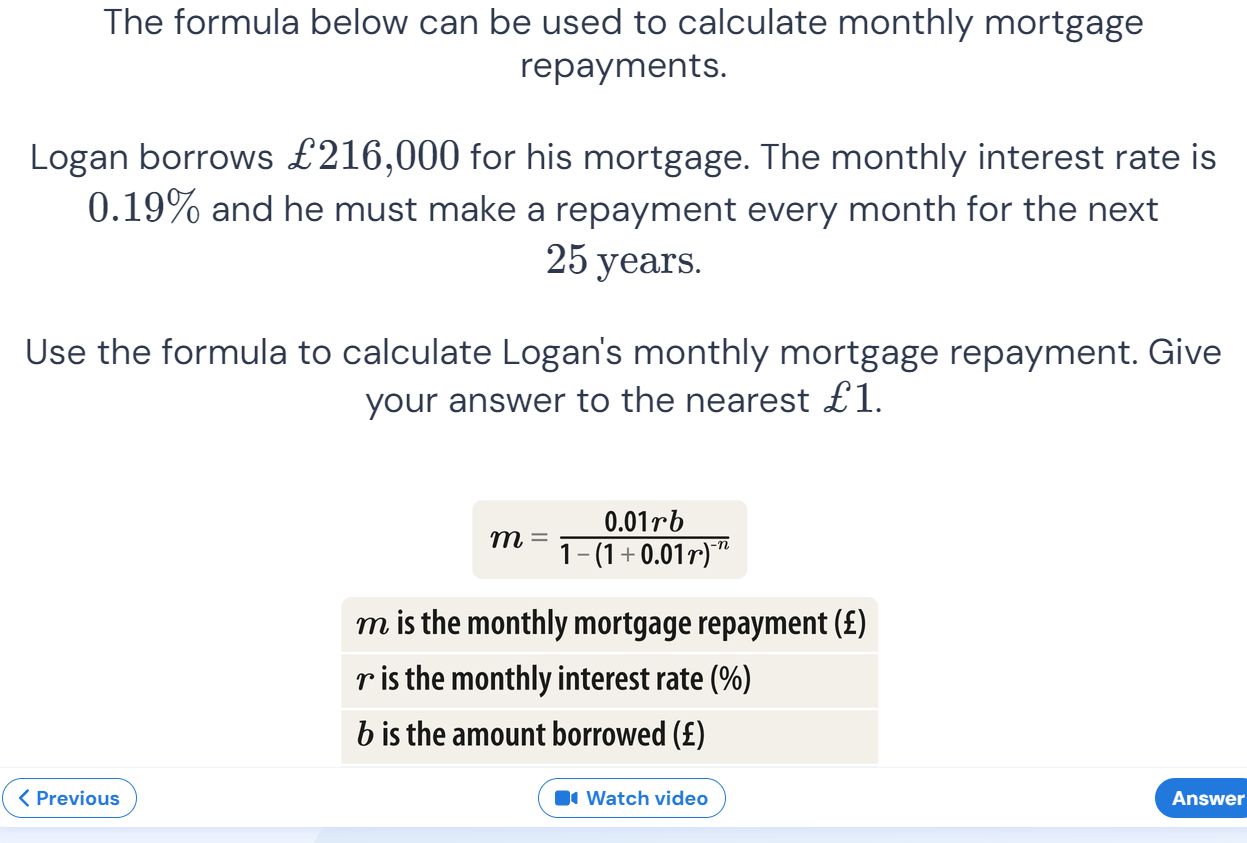 The formula below can be used to calculate monthly mortgage
repayments.
Logan borrows £216,000 for his mortgage. The monthly interest rate is
0.19% and he must make a repayment every month for the next
25 years.
Use the formula to calculate Logan's monthly mortgage repayment. Give
your answer to the nearest £1.
m = 0.01rb / 1 − (1 + 0.01r)^-n
m is the monthly mortgage repayment (£)
r is the monthly interest rate (%)
b is the amount borrowed (£)
Previous
Watch video
Answer